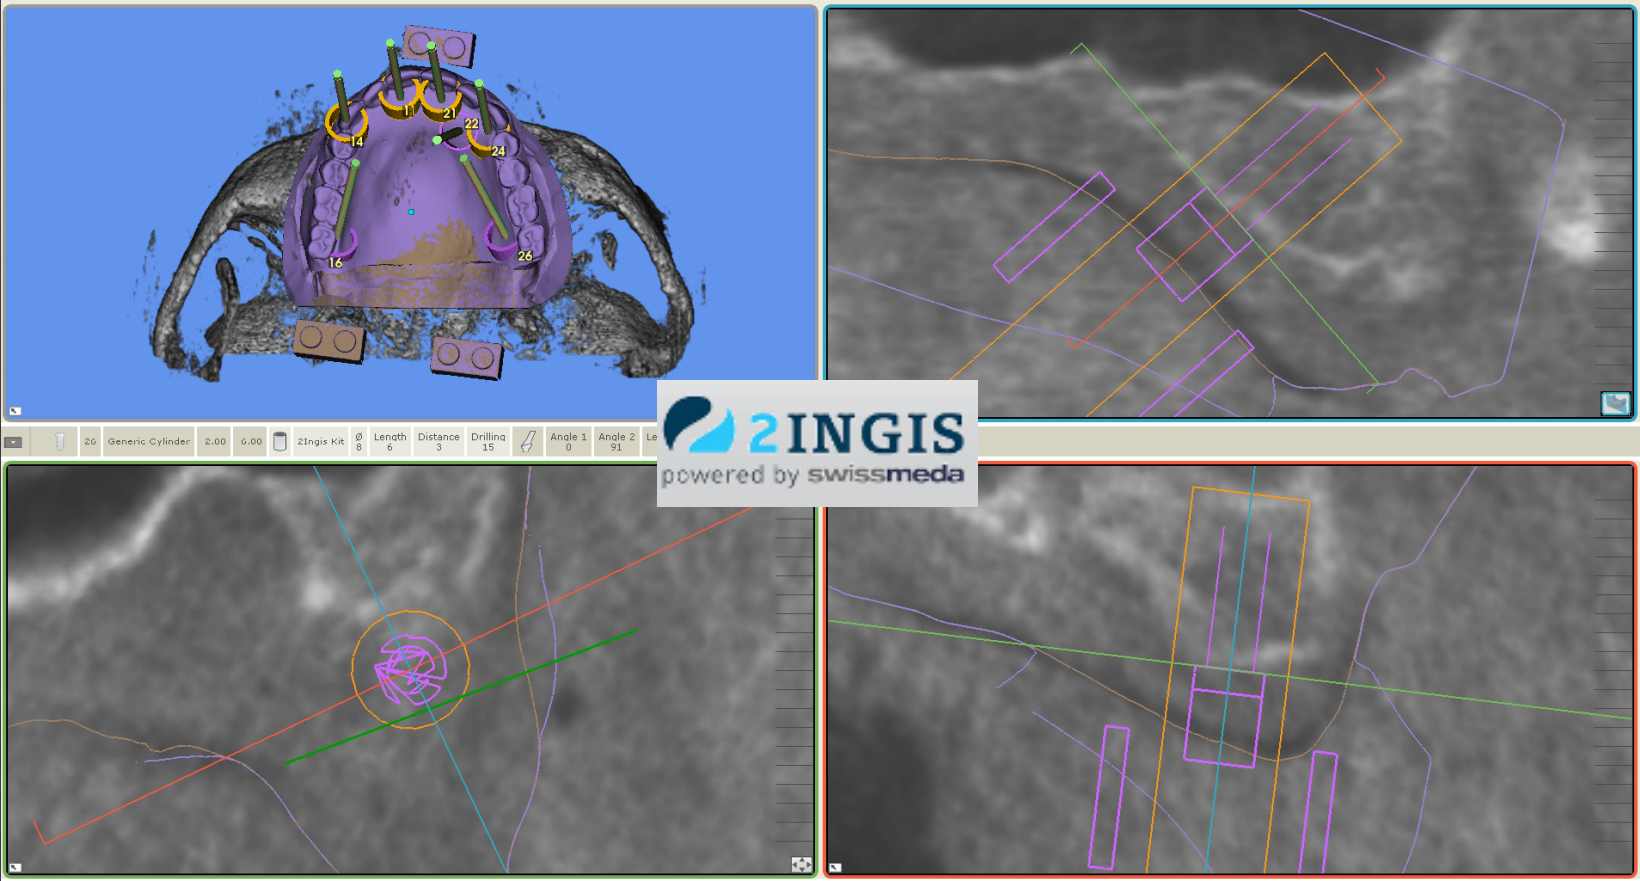 11
21
22
14
24
16
26
26
Generic Cylinder
2.00
6.00
2Ingis Kit
Ø
8
Length
6
Distance
3
Drilling
15
Angle 1
0
Angle 2
91
Le
2INGIS
powered by swissmeda